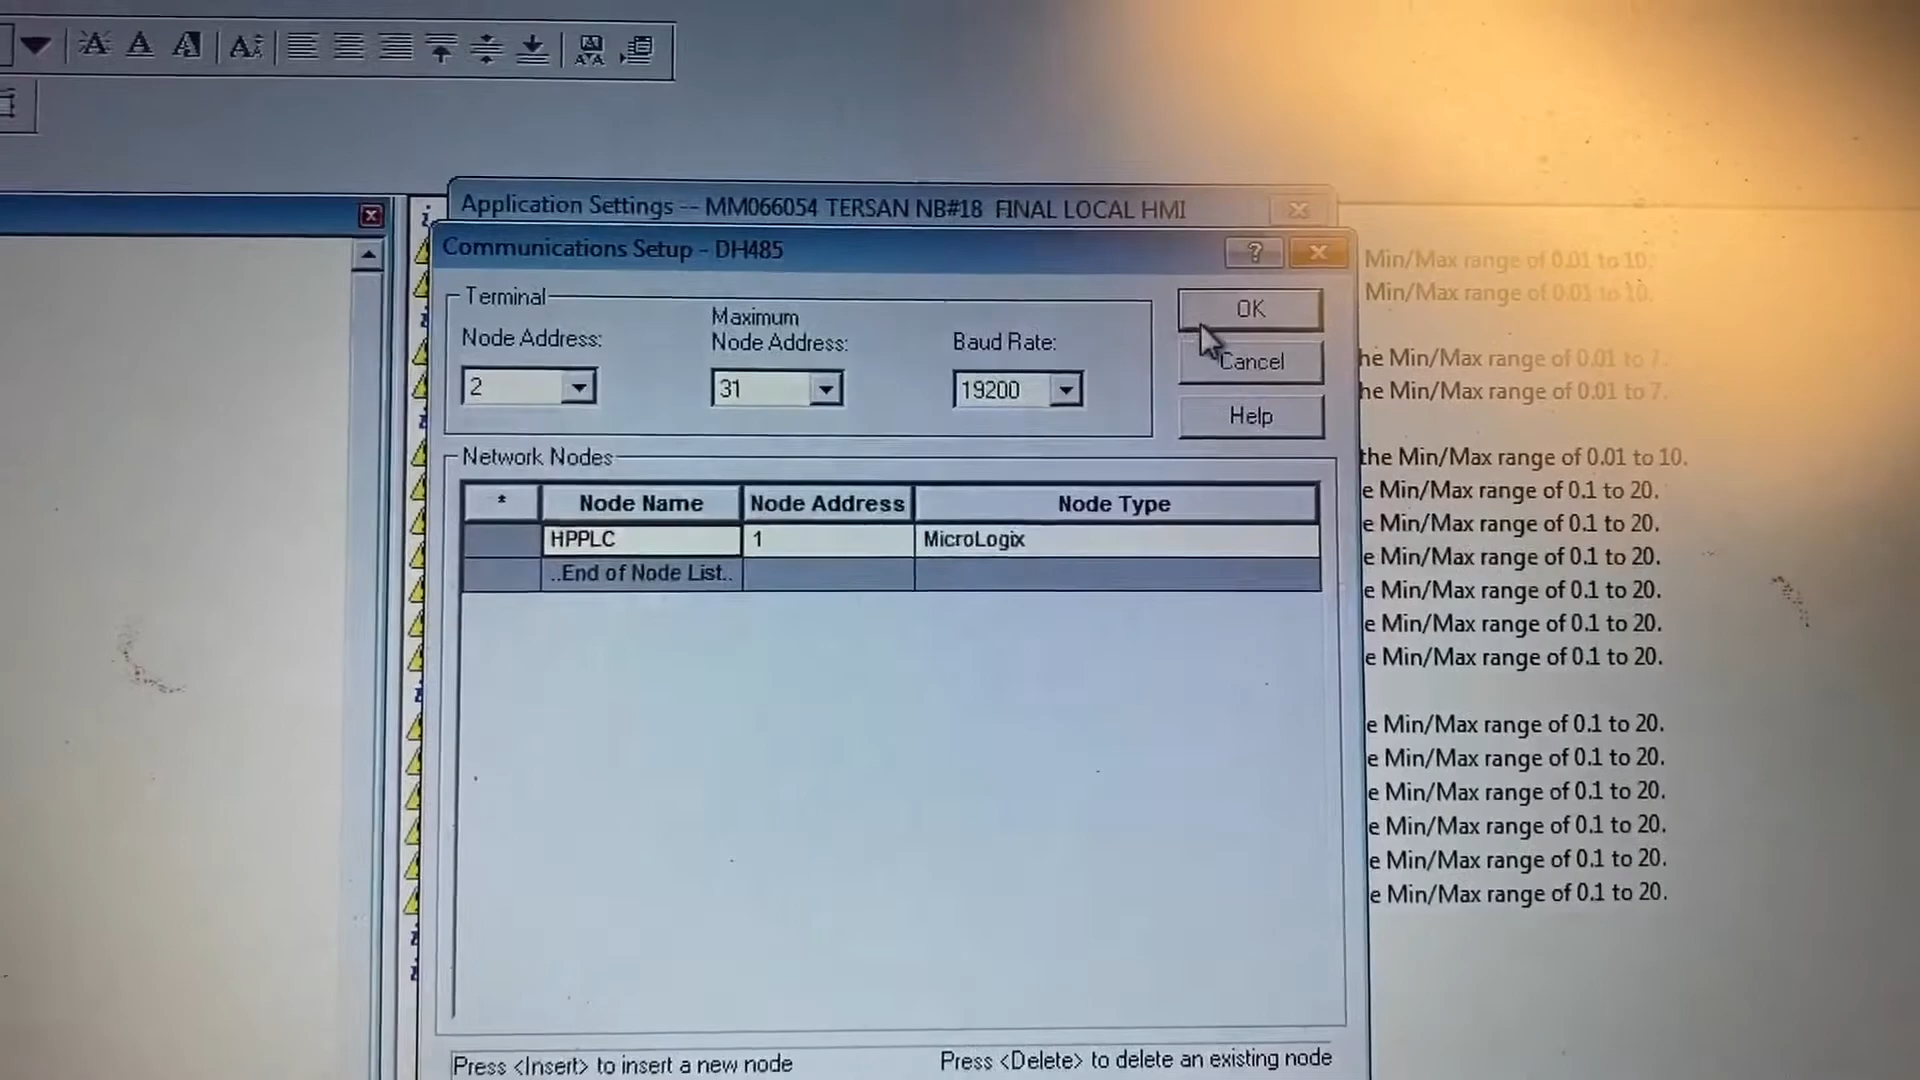 Application Settings -- MM066054 TERSAN NB#18 FINAL LOCAL HMI
Communications Setup - DH485
Terminal
Node Address:
Maximum
Node Address:
Baud Rate:
2
31
19200
OK
Cancel
Help
Network Nodes
* Node Name Node Address Node Type
HPPLC 1 MicroLogix
..End of Node List..
Press <Insert> to insert a new node
Press <Delete> to delete an existing node
Min/Max range of 0.01 to 10.
Min/Max range of 0.01 to 10.
he Min/Max range of 0.01 to 7.
he Min/Max range of 0.01 to 7.
the Min/Max range of 0.01 to 10.
e Min/Max range of 0.1 to 20.
e Min/Max range of 0.1 to 20.
e Min/Max range of 0.1 to 20.
e Min/Max range of 0.1 to 20.
e Min/Max range of 0.1 to 20.
e Min/Max range of 0.1 to 20.
e Min/Max range of 0.1 to 20.
e Min/Max range of 0.1 to 20.
e Min/Max range of 0.1 to 20.
e Min/Max range of 0.1 to 20.
e Min/Max range of 0.1 to 20.
e Min/Max range of 0.1 to 20.